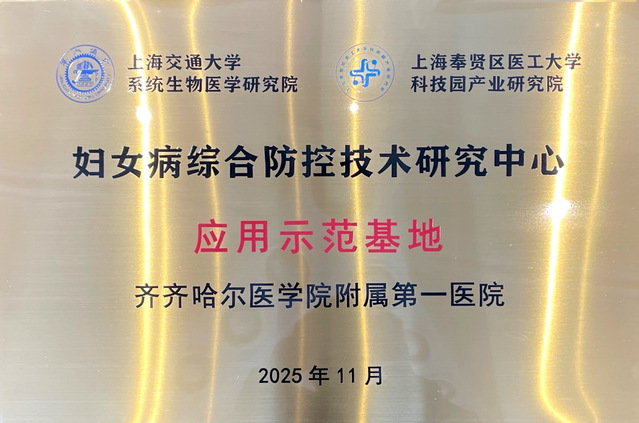 上海交通大学
系统生物医学研究院
上海奉贤区医工大学
科技园产业研究院
妇女病综合防控技术研究中心
应用示范基地
齐齐哈尔医学院附属第一医院
2025年11月